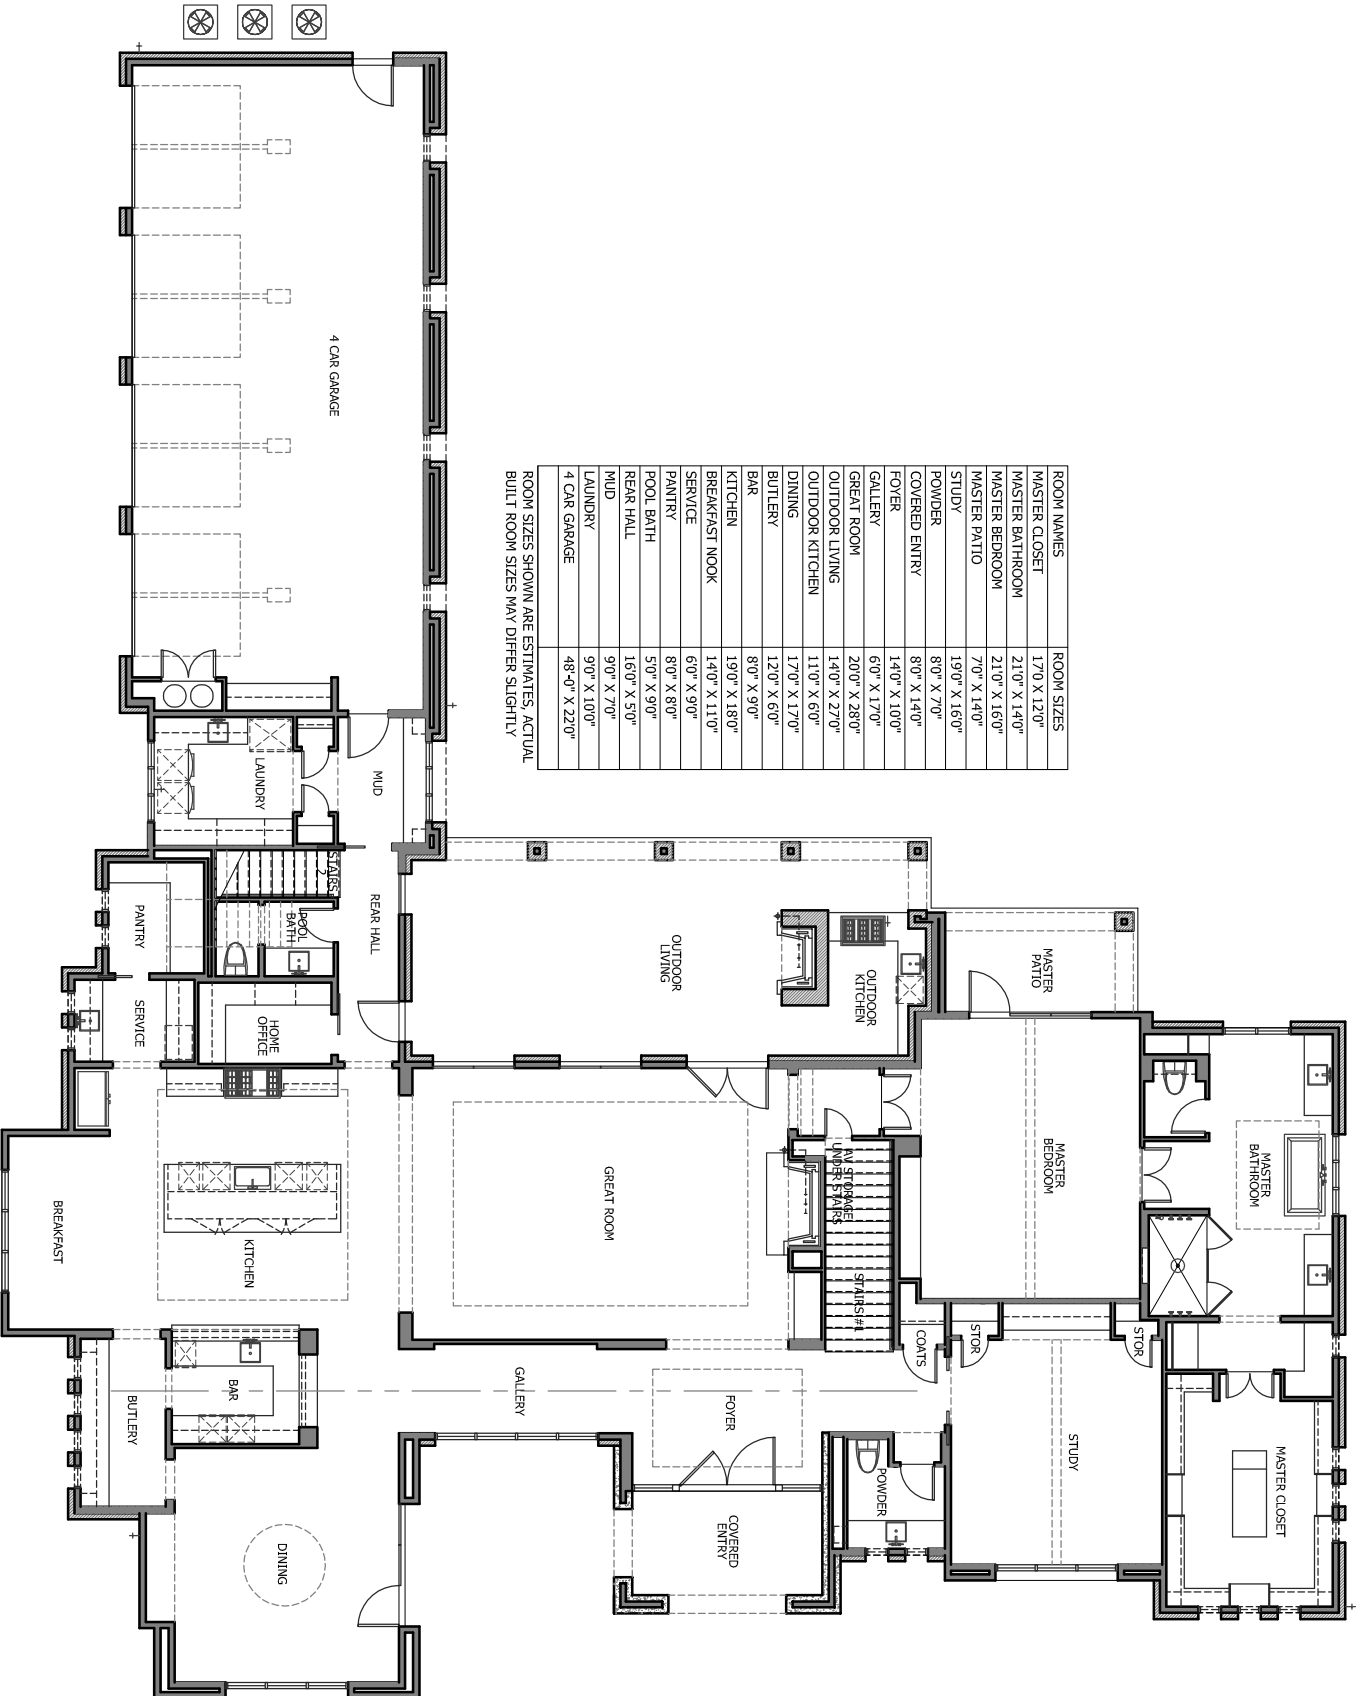 ROOM NAMES ROOM SIZES
MASTER CLOSET 17'0 X 12'0"
MASTER BATHROOM 21'0" X 14'0"
MASTER BEDROOM 21'0" X 16'0"
MASTER PATIO 7'0" X 14'0"
STUDY 19'0" X 16'0"
POWDER 8'0" X 7'0"
COVERED ENTRY 8'0" X 14'0"
FOYER 14'0" X 10'0"
GALLERY 6'0" X 17'0"
GREAT ROOM 20'0" X 28'0"
OUTDOOR LIVING 14'0" X 27'0"
OUTDOOR KITCHEN 11'0" X 6'0"
DINING 17'0" X 17'0"
BUTLERY 12'0" X 6'0"
BAR 8'0" X 9'0"
KITCHEN 19'0" X 18'0"
BREAKFAST NOOK 14'0" X 11'0"
SERVICE 6'0" X 9'0"
PANTRY 8'0" X 8'0"
POOL BATH 5'0" X 9'0"
REAR HALL 16'0" X 5'0"
MUD 9'0" X 7'0"
LAUNDRY 9'0" X 10'0"
4 CAR GARAGE 48'-0" X 22'0"
ROOM SIZES SHOWN ARE ESTIMATES, ACTUAL
BUILT ROOM SIZES MAY DIFFER SLIGHTLY
4 CAR GARAGE
MUD
LAUNDRY
STAIRS
2
REAR HALL
POOL
BATH
PANTRY
SERVICE
HOME
OFFICE
OUTDOOR
LIVING
OUTDOOR
KITCHEN
MASTER
PATIO
MASTER
BEDROOM
MASTER
BATHROOM
GREAT ROOM
AV STORAGE
UNDER STAIRS
STAIRS #1
KITCHEN
BREAKFAST
COATS
STOR
STOR
BAR
BUTLERY
GALLERY
FOYER
STUDY
MASTER CLOSET
POWDER
COVERED
ENTRY
DINING